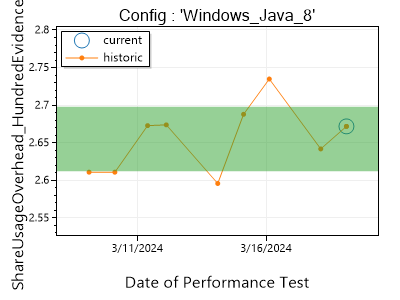 Config : 'Windows_Java_8'
ShareUsageOverhead_HundredEvidence
2.8
2.75
2.7
2.65
2.6
2.55
current
historic
3/11/2024
3/16/2024
Date of Performance Test